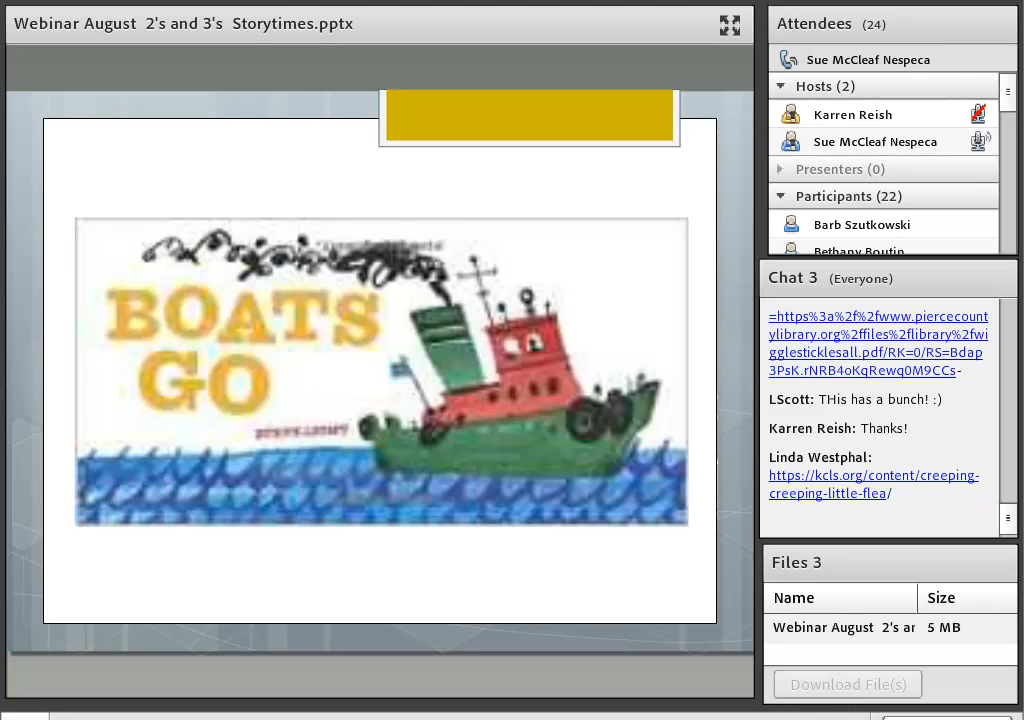 Webinar August 2's and 3's Storytimes.pptx
BOATS
GO
Attendees (24)
Sue McCleaf Nespeca
Hosts (2)
Karren Reish
Sue McCleaf Nespeca
Presenters (0)
Participants (22)
Barb Szutkowski
Bethany Boutin
Chat 3 (Everyone)
=https%3a%2f%2fwww.piercecount
ylibrary.org%2ffiles%2flibrary%2fwi
gglesticklesall.pdf/RK=0/RS=Bdap
3PsK.rNRB4oKqRewq0M9CCs-
LScott: THis has a bunch! :)
Karren Reish: Thanks!
Linda Westphal:
https://kcls.org/content/creeping-
creeping-little-flea/
Files 3
Name Size
Webinar August 2's ar 5 MB
Download File(s)